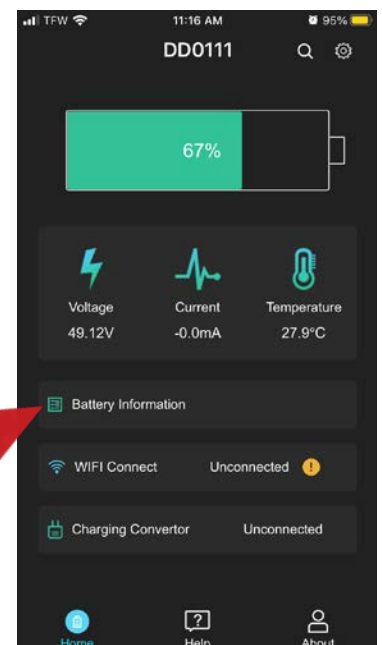 TFW 11:16 AM 95%
DD0111
67%
Voltage Current Temperature
49.12V -0.0mA 27.9°C
Battery Information
WIFI Connect Unconnected !
Charging Convertor Unconnected
?
Home Help About